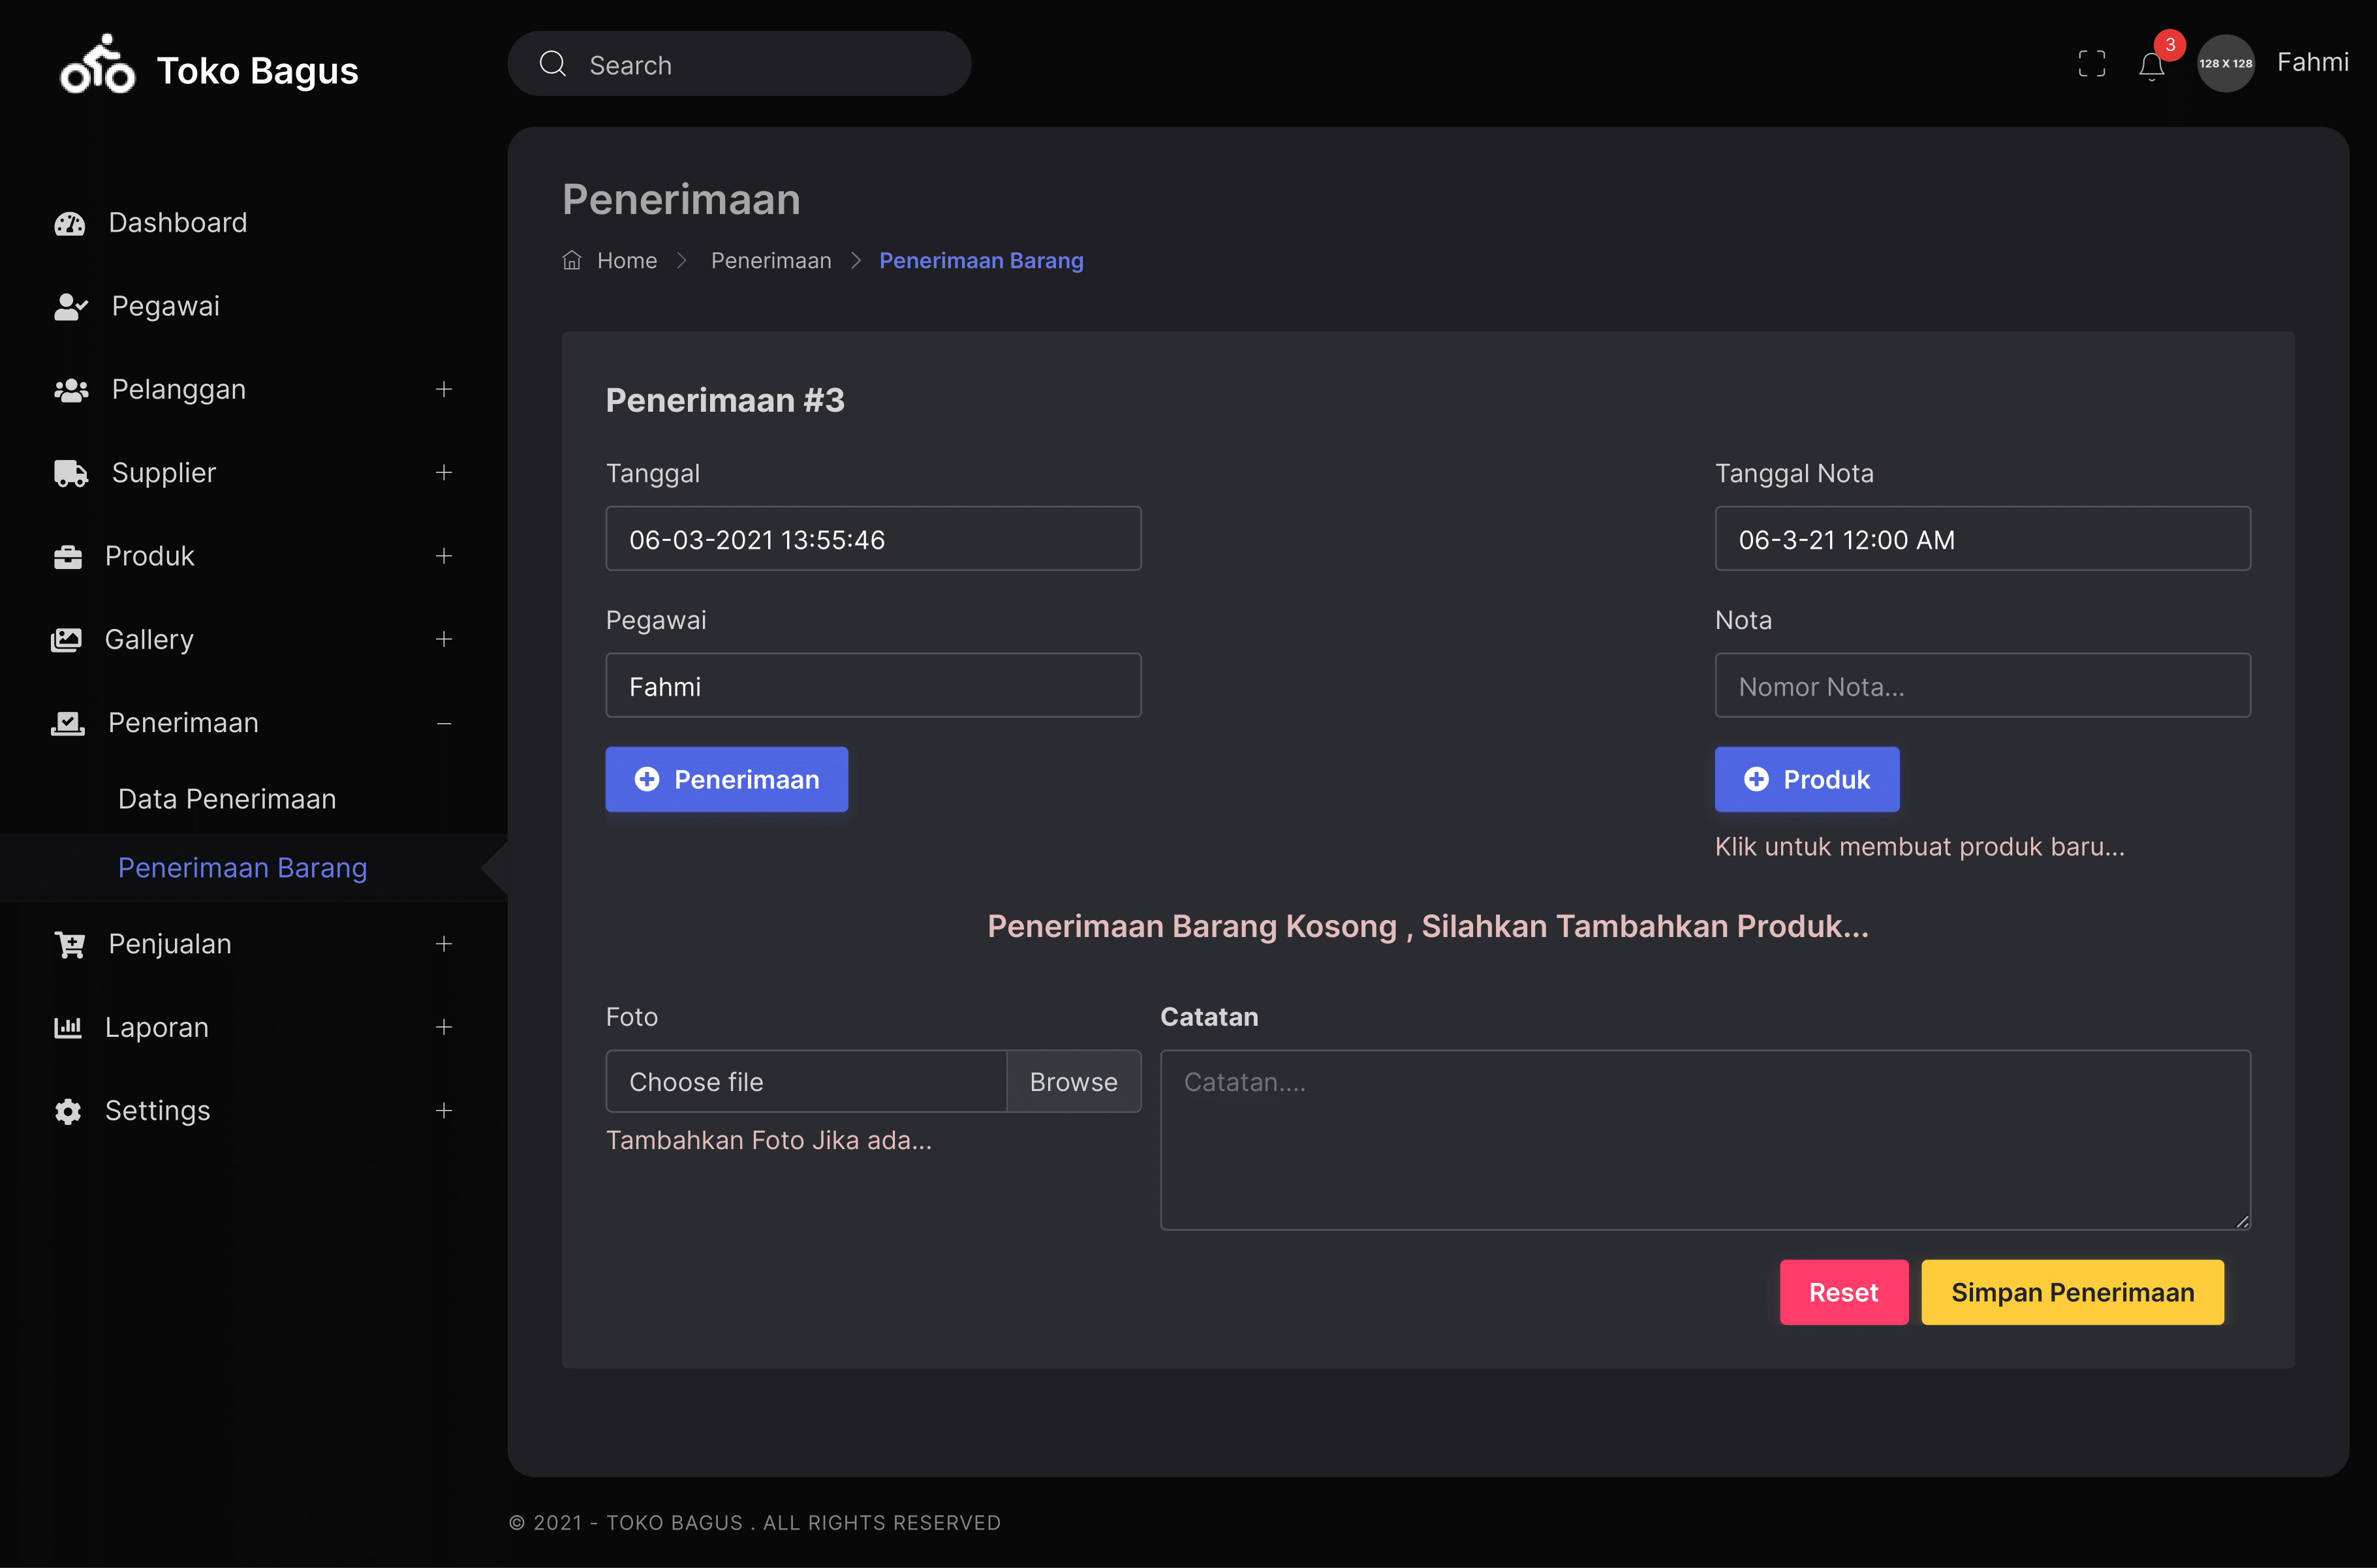 Toko Bagus
Search
3
128 X 128
Fahmi
Dashboard
Pegawai
Pelanggan
Supplier
Produk
Gallery
Penerimaan
Data Penerimaan
Penerimaan Barang
Penjualan
Laporan
Settings
Penerimaan
Home > Penerimaan > Penerimaan Barang
Penerimaan #3
Tanggal
06-03-2021 13:55:46
Tanggal Nota
06-3-21 12:00 AM
Pegawai
Fahmi
Nota
Nomor Nota...
Penerimaan
Produk
Klik untuk membuat produk baru...
Penerimaan Barang Kosong , Silahkan Tambahkan Produk...
Foto
Choose file
Browse
Tambahkan Foto Jika ada...
Catatan
Catatan....
Reset
Simpan Penerimaan
© 2021 - TOKO BAGUS . ALL RIGHTS RESERVED